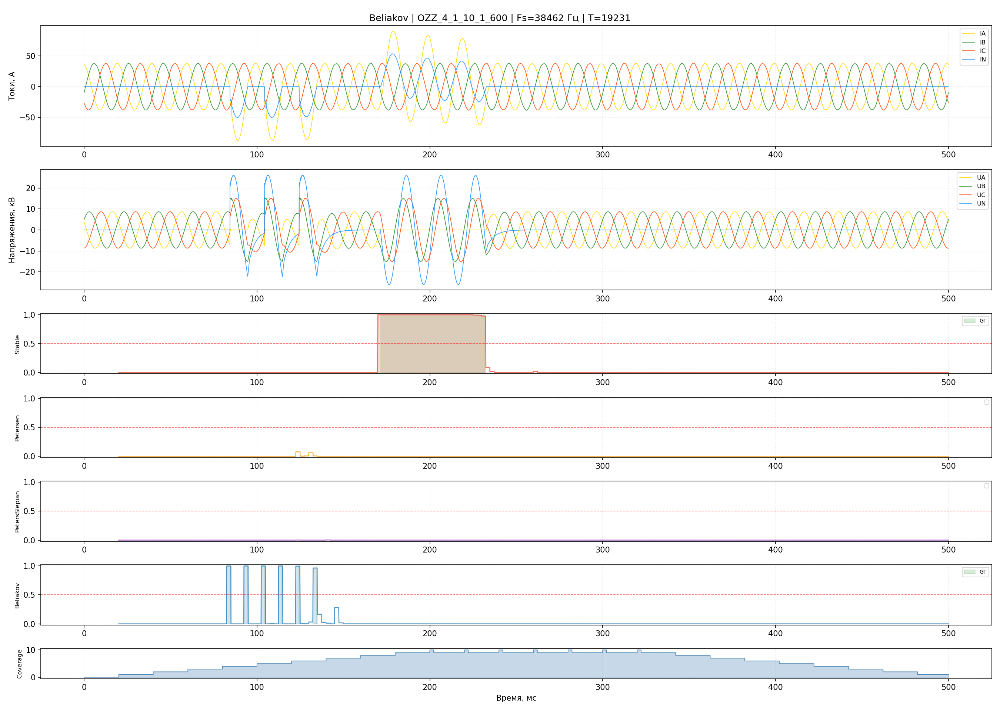 Beliakov | OZZ_4_1_10_1_600 | Fs=38462 Гц | T=19231
Токи, А
50
0
−50
IA
IB
IC
IN
0 100 200 300 400 500
Напряжения, кВ
20
10
0
−10
−20
UA
UB
UC
UN
0 100 200 300 400 500
Stable
1.0
0.5
0.0
GT
0 100 200 300 400 500
Petersen
1.0
0.5
0.0
0 100 200 300 400 500
PetersSlepian
1.0
0.5
0.0
0 100 200 300 400 500
Beliakov
1.0
0.5
0.0
GT
0 100 200 300 400 500
Coverage
10
0
0 100 200 300 400 500
Время, мс